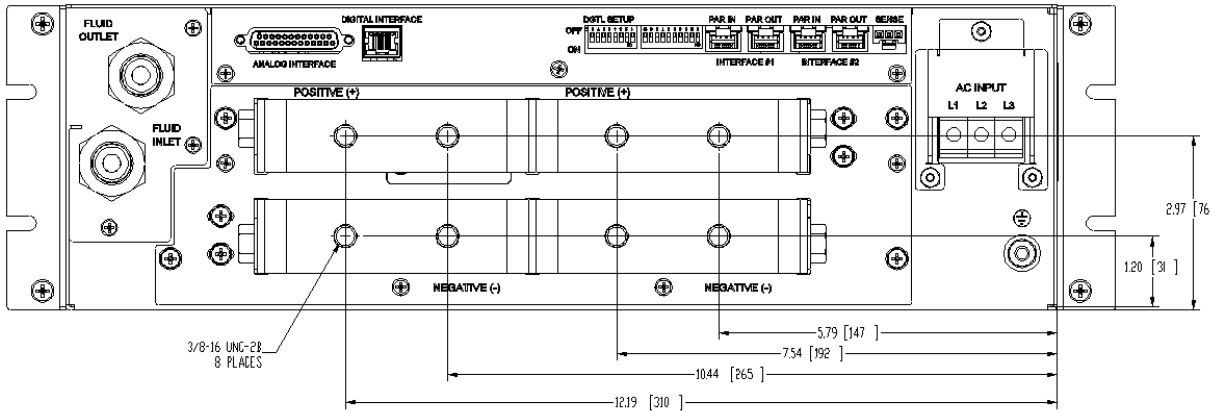 FLUID
OUTLET
DIGITAL INTERFACE
ANALOG INTERFACE
DGTL SETUP
OFF
ON
PAR IN
PAR OUT
PAR IN
PAR OUT
SENSE
INTERFACE #1
INTERFACE #2
AC INPUT
L1 L2 L3
FLUID
INLET
POSITIVE (+)
POSITIVE (+)
NEGATIVE (-)
NEGATIVE (-)
2.97 [76
1.20 [31 ]
3/8-16 UNC-2B
8 PLACES
5.79 [147 ]
7.54 [192 ]
10.44 [265 ]
12.19 [310 ]